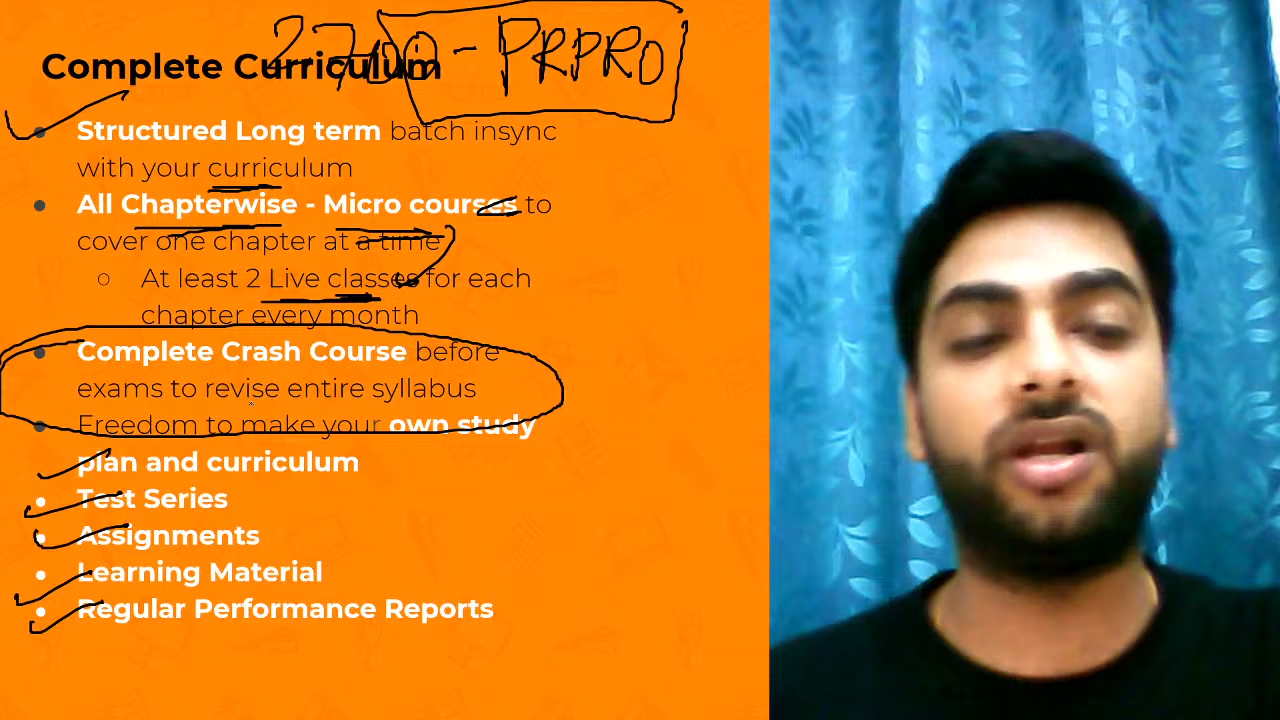 2700 - PRPRO
Complete Curriculum
● Structured Long term batch insync
with your curriculum
● All Chapterwise - Micro courses to
cover one chapter at a time
○ At least 2 Live classes for each
chapter every month
● Complete Crash Course before
exams to revise entire syllabus
● Freedom to make your own study
plan and curriculum
● Test Series
● Assignments
● Learning Material
● Regular Performance Reports